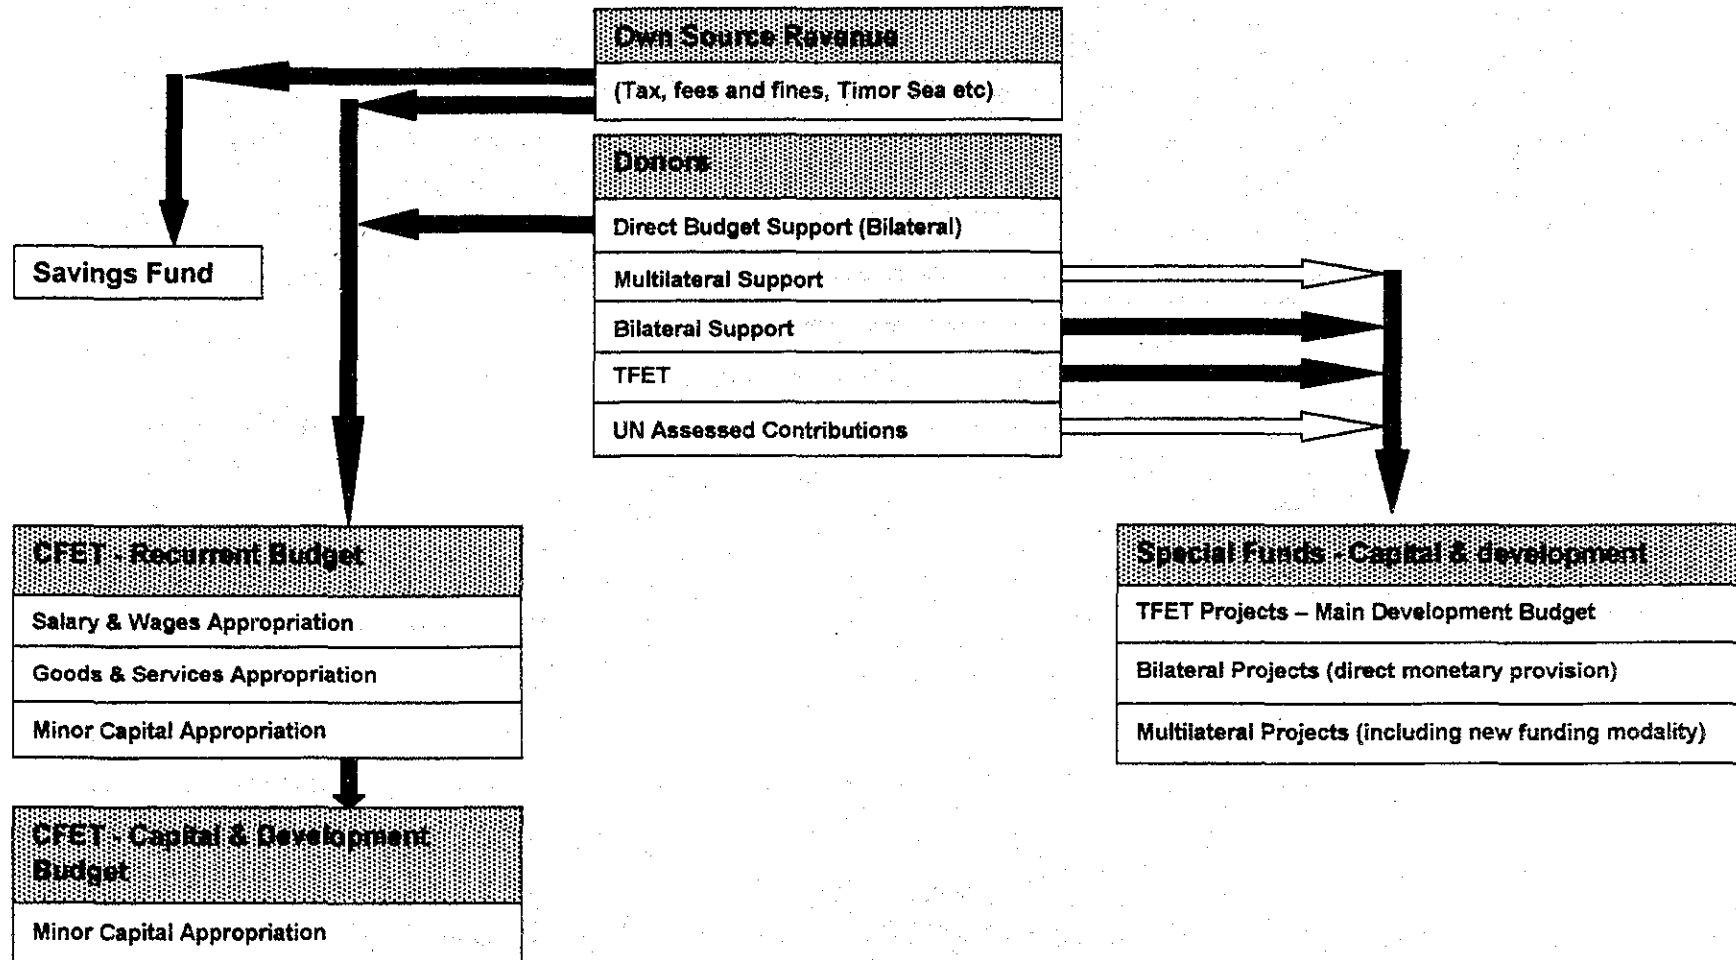 Own Source Revenue
(Tax, fees and fines, Timor Sea etc)
Donors
Direct Budget Support (Bilateral)
Multilateral Support
Bilateral Support
TFET
UN Assessed Contributions
Savings Fund
CFET - Recurrent Budget
Salary & Wages Appropriation
Goods & Services Appropriation
Minor Capital Appropriation
CFET - Capital & Development
Budget
Minor Capital Appropriation
Special Funds - Capital & development
TFET Projects – Main Development Budget
Bilateral Projects (direct monetary provision)
Multilateral Projects (including new funding modality)